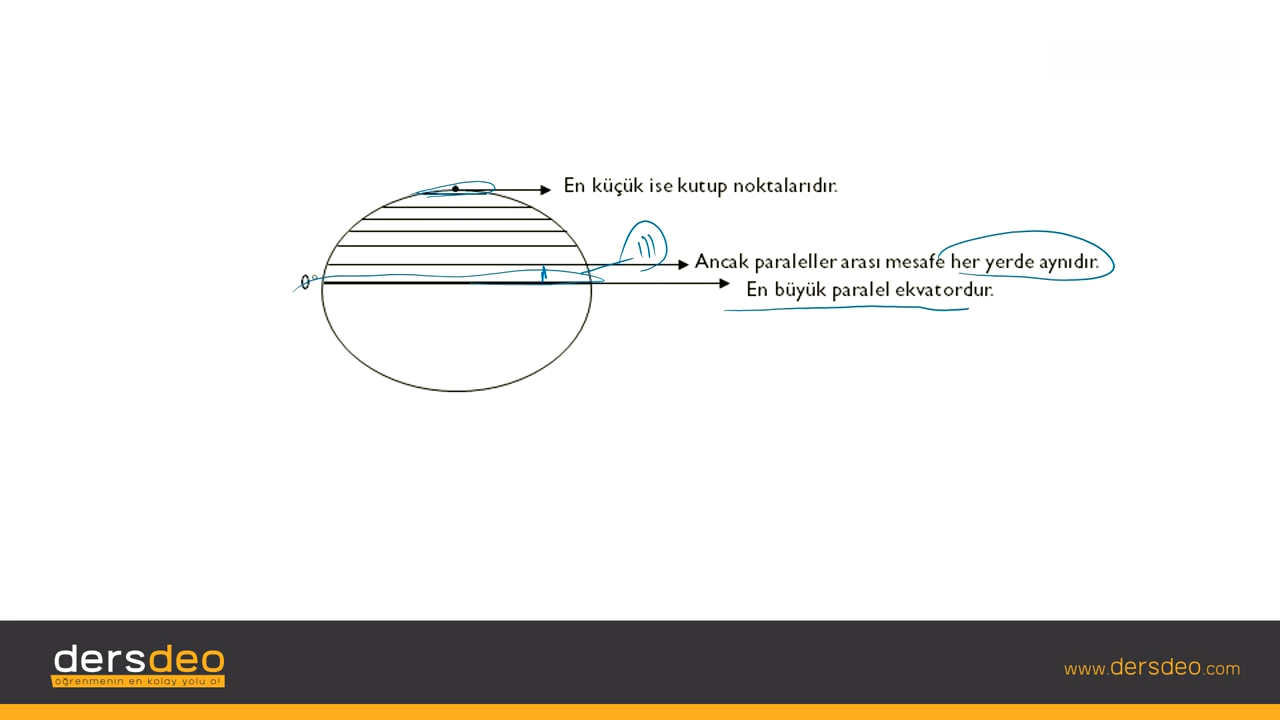 En küçük ise kutup noktalarıdır.
111
Ancak paraleller arası mesafe her yerde aynıdır.
0°
En büyük paralel ekvatordur.
dersdeo
öğrenmenin en kolay yolu o!
www.dersdeo.com